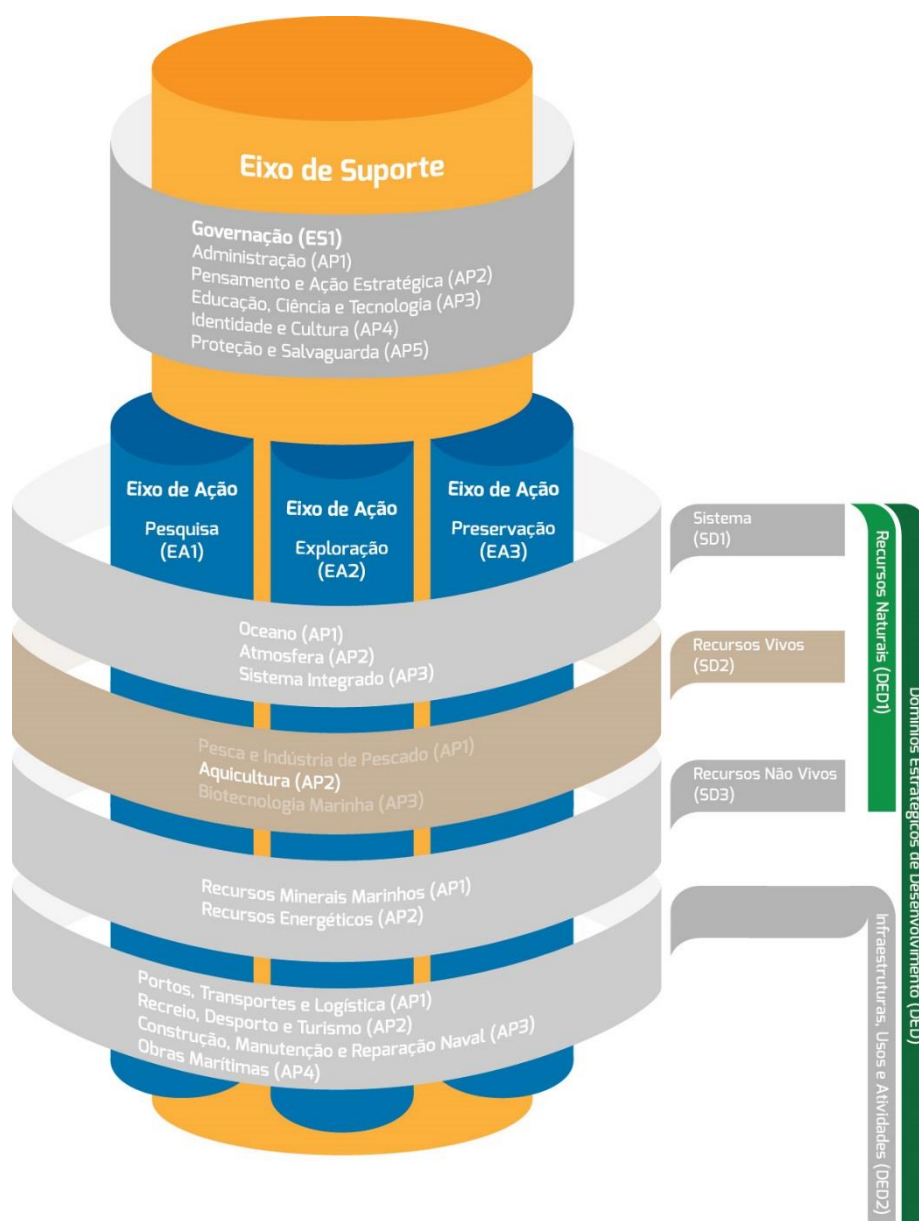 Eixo de Suporte
Governação (ES1)
Administração (AP1)
Pensamento e Ação Estratégica (AP2)
Educação, Ciência e Tecnologia (AP3)
Identidade e Cultura (AP4)
Proteção e Salvaguarda (AP5)
Eixo de Ação
Pesquisa
(EA1)
Eixo de Ação
Exploração
(EA2)
Eixo de Ação
Preservação
(EA3)
Oceano (AP1)
Atmosfera (AP2)
Sistema Integrado (AP3)
Sistema
(SD1)
Pesca e Indústria de Pescado (AP1)
Aquicultura (AP2)
Biotecnologia Marinha (AP3)
Recursos Vivos
(SD2)
Recursos Minerais Marinhos (AP1)
Recursos Energéticos (AP2)
Recursos Não Vivos
(SD3)
Portos, Transportes e Logística (AP1)
Recreio, Desporto e Turismo (AP2)
Construção, Manutenção e Reparação Naval (AP3)
Obras Marítimas (AP4)
Recursos Naturais (DED1)
Infraestruturas, Usos e Atividades (DED2)
Domínios Estratégicos de Desenvolvimento (DED)